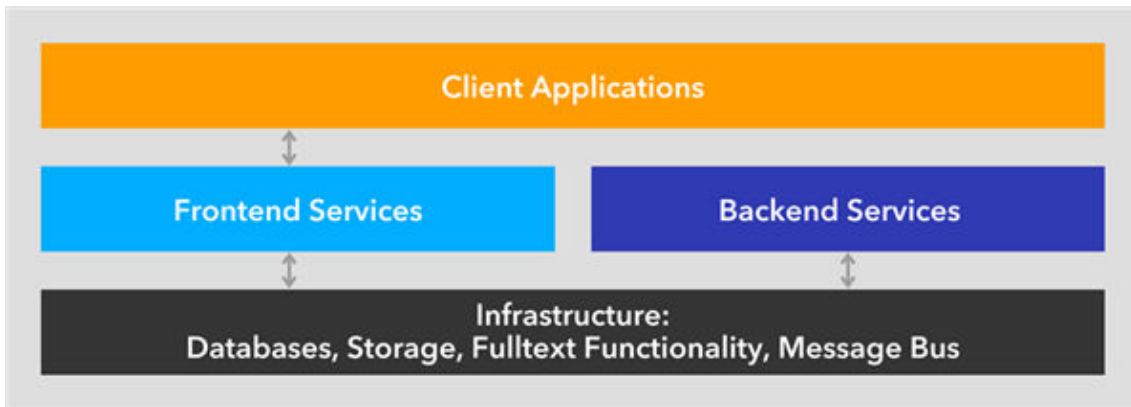 Client Applications
Frontend Services
Backend Services
Infrastructure:
Databases, Storage, Fulltext Functionality, Message Bus